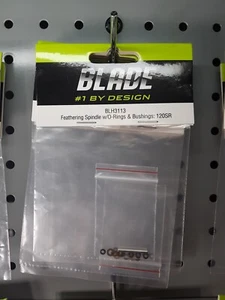 BLADE
#1 BY DESIGN
BLH3113
Feathering Spindle w/O-Rings & Bushings: 120SR